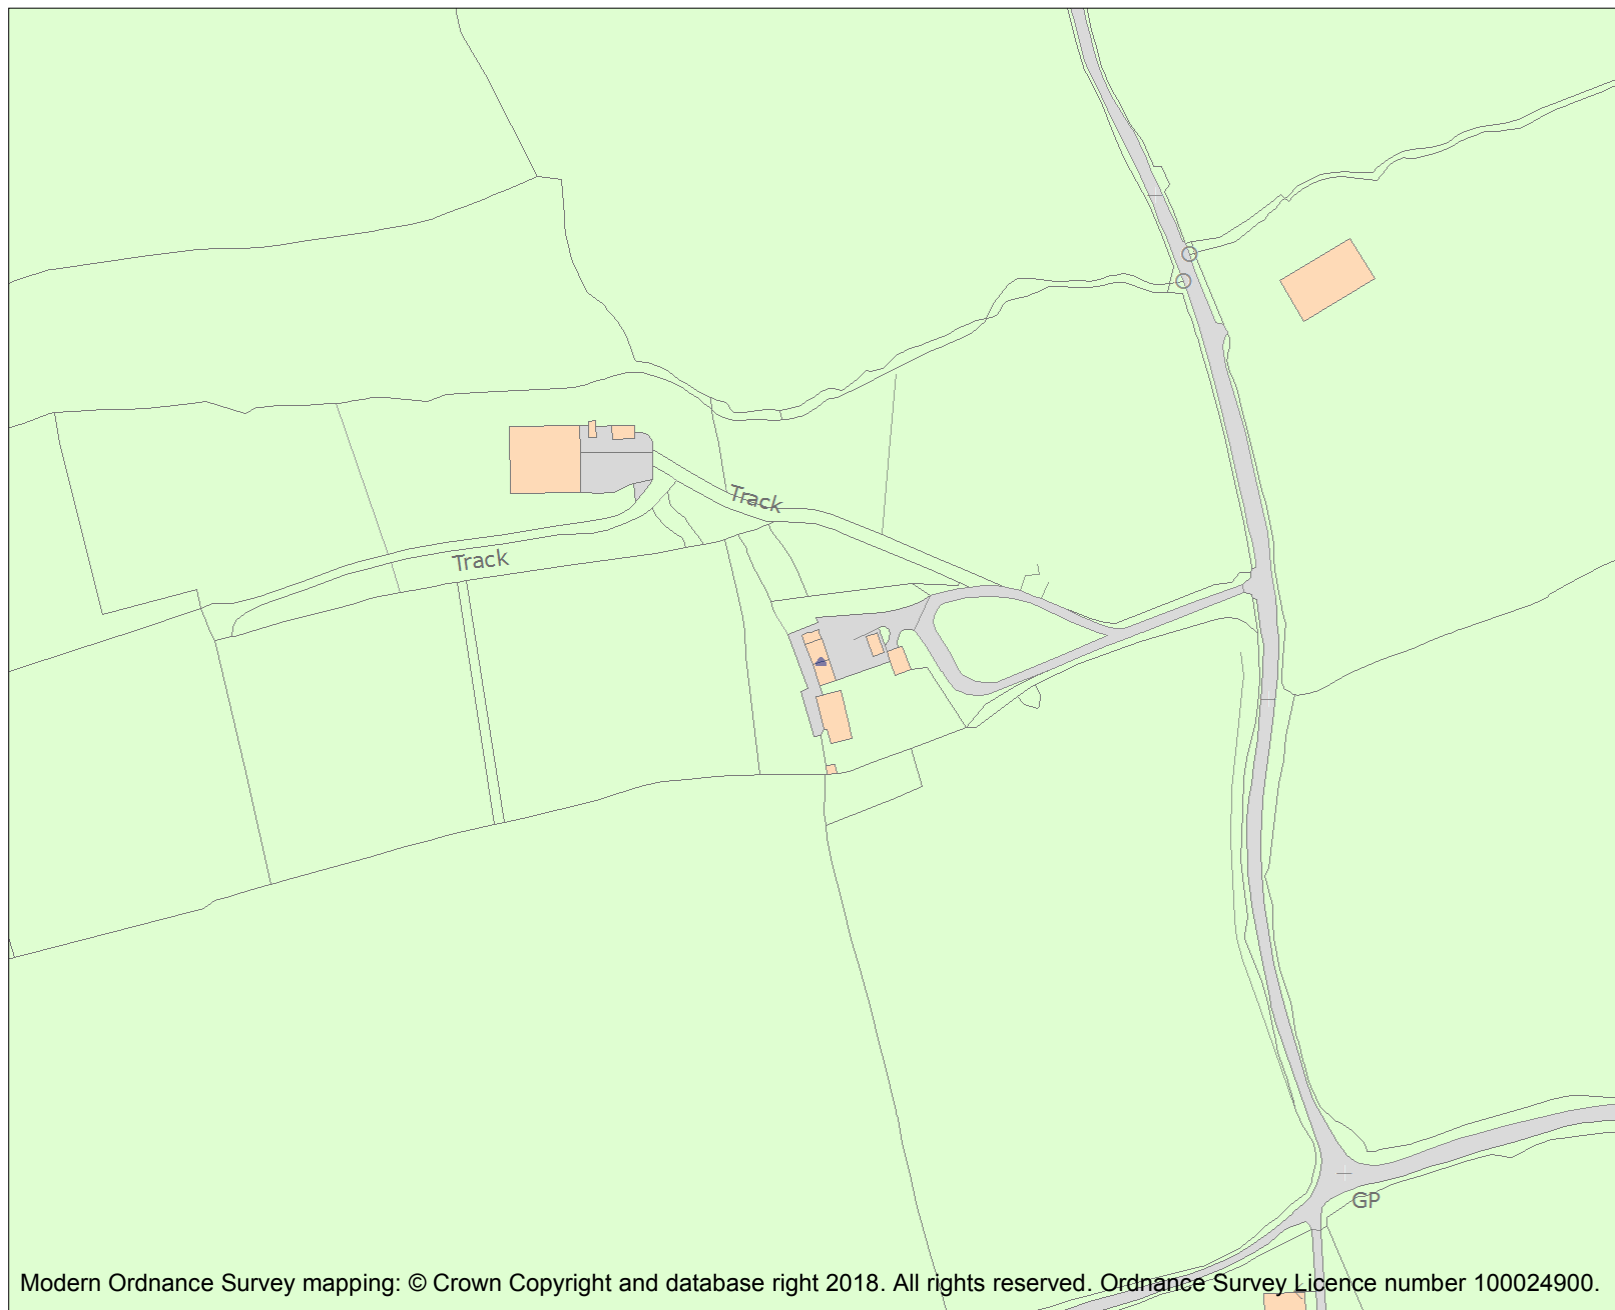 Track
Track
GP
Modern Ordnance Survey mapping: © Crown Copyright and database right 2018. All rights reserved. Ordnance Survey Licence number 100024900.